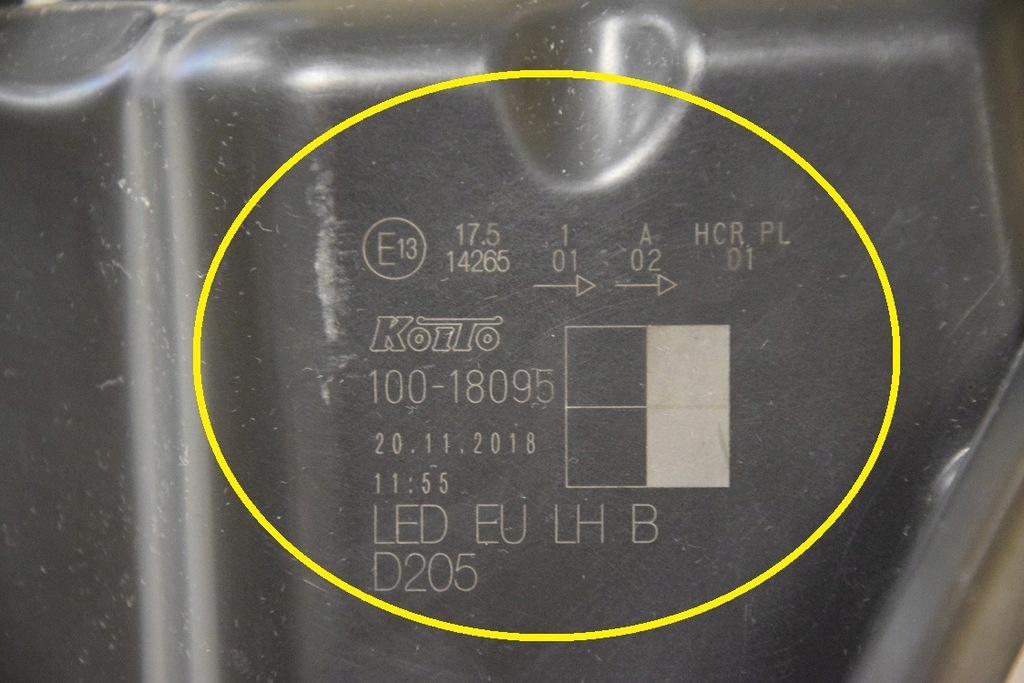 E13 17.5 1 A HCR PL
14265 01 02 01
KOITO
100-18095
20.11.2018
11:55
LED EU LH B
D205